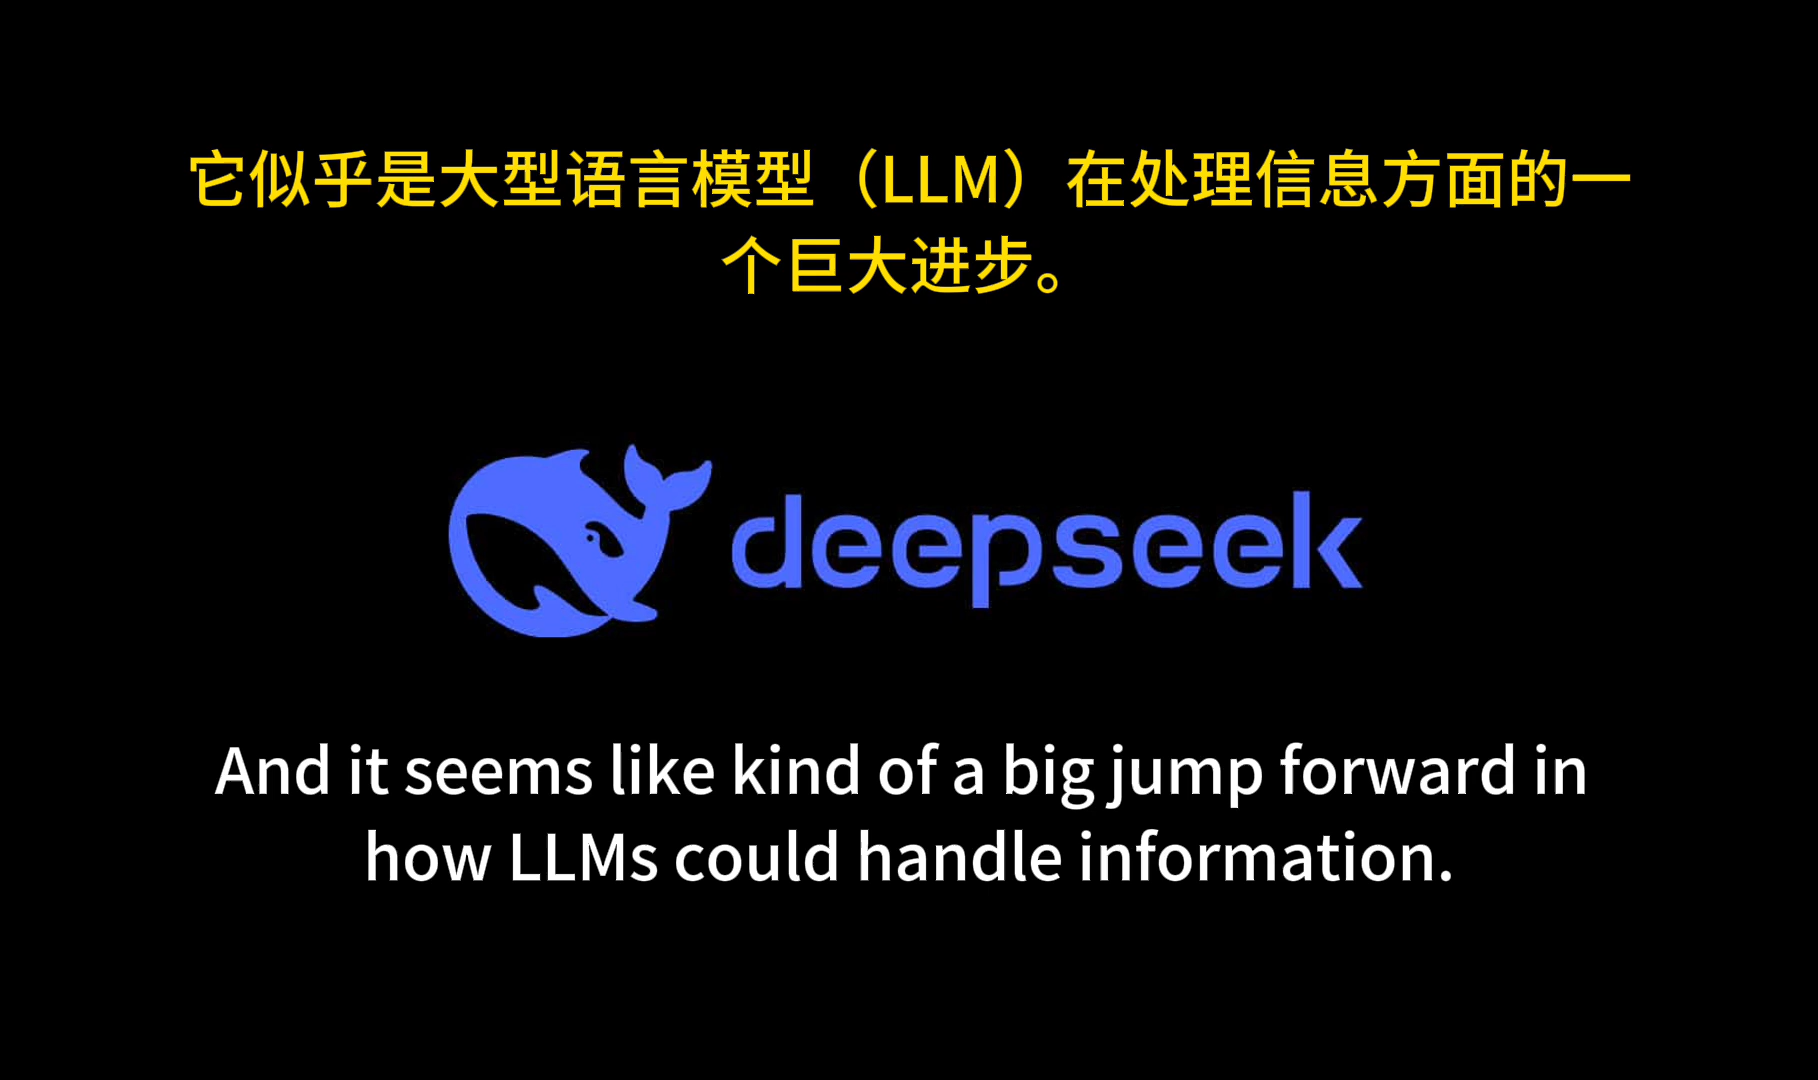 它似乎是大型语言模型（LLM）在处理信息方面的一
个巨大进步。
deepseek
And it seems like kind of a big jump forward in
how LLMs could handle information.